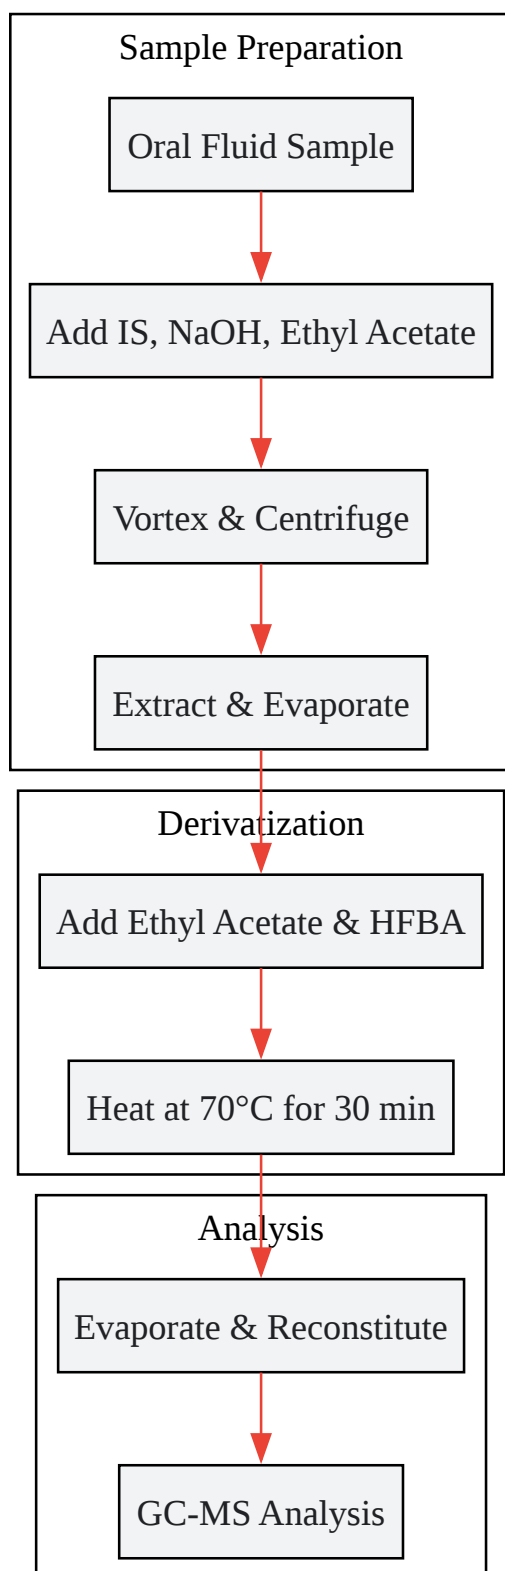 Sample Preparation
Oral Fluid Sample
Add IS, NaOH, Ethyl Acetate
Vortex & Centrifuge
Extract & Evaporate
Derivatization
Add Ethyl Acetate & HFBA
Heat at 70°C for 30 min
Analysis
Evaporate & Reconstitute
GC-MS Analysis